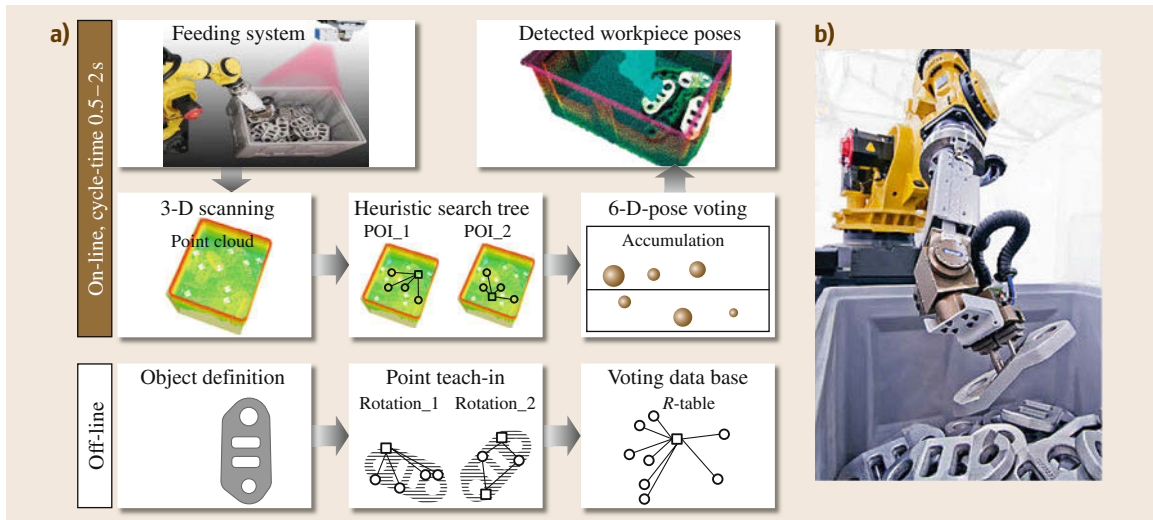 a)
On-line, cycle-time 0.5–2 s
Feeding system
Detected workpiece poses
3-D scanning
Point cloud
Heuristic search tree
POI_1
POI_2
6-D-pose voting
Accumulation
Off-line
Object definition
Point teach-in
Rotation_1
Rotation_2
Voting data base
R-table
b)